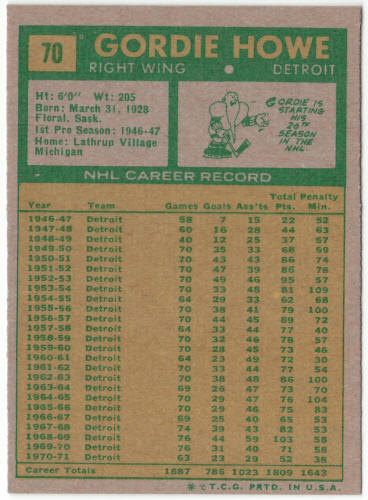 70
GORDIE HOWE
RIGHT WING • DETROIT
Ht: 6'0" Wt: 205
Born: March 31, 1928
Floral, Sask.
1st Pro Season: 1946-47
Home: Lathrup Village
Michigan
GORDIE IS
STARTING
HIS
26TH
SEASON
IN THE
NHL
NHL CAREER RECORD
Total Penalty
Year Team Games Goals Ass'ts Pts. Min.
1946-47 Detroit 58 7 15 22 52
1947-48 Detroit 60 16 28 44 63
1948-49 Detroit 40 12 25 37 57
1949-50 Detroit 70 35 33 68 69
1950-51 Detroit 70 43 43 86 74
1951-52 Detroit 70 47 39 86 78
1952-53 Detroit 70 49 46 95 57
1953-54 Detroit 70 33 48 81 109
1954-55 Detroit 64 29 33 62 68
1955-56 Detroit 70 38 41 79 100
1956-57 Detroit 70 44 45 89 72
1957-58 Detroit 64 33 44 77 40
1958-59 Detroit 70 32 46 78 57
1959-60 Detroit 70 28 45 73 46
1960-61 Detroit 64 23 49 72 30
1961-62 Detroit 70 33 44 77 54
1962-63 Detroit 70 38 48 86 100
1963-64 Detroit 69 26 47 73 70
1964-65 Detroit 70 29 47 76 104
1965-66 Detroit 70 29 46 75 83
1966-67 Detroit 69 25 40 65 53
1967-68 Detroit 74 39 43 82 53
1968-69 Detroit 76 44 59 103 58
1969-70 Detroit 76 31 40 71 58
1970-71 Detroit 63 23 29 52 38
Career Totals 1687 786 1023 1809 1643
©T.C.G. PRTD. IN U.S.A.